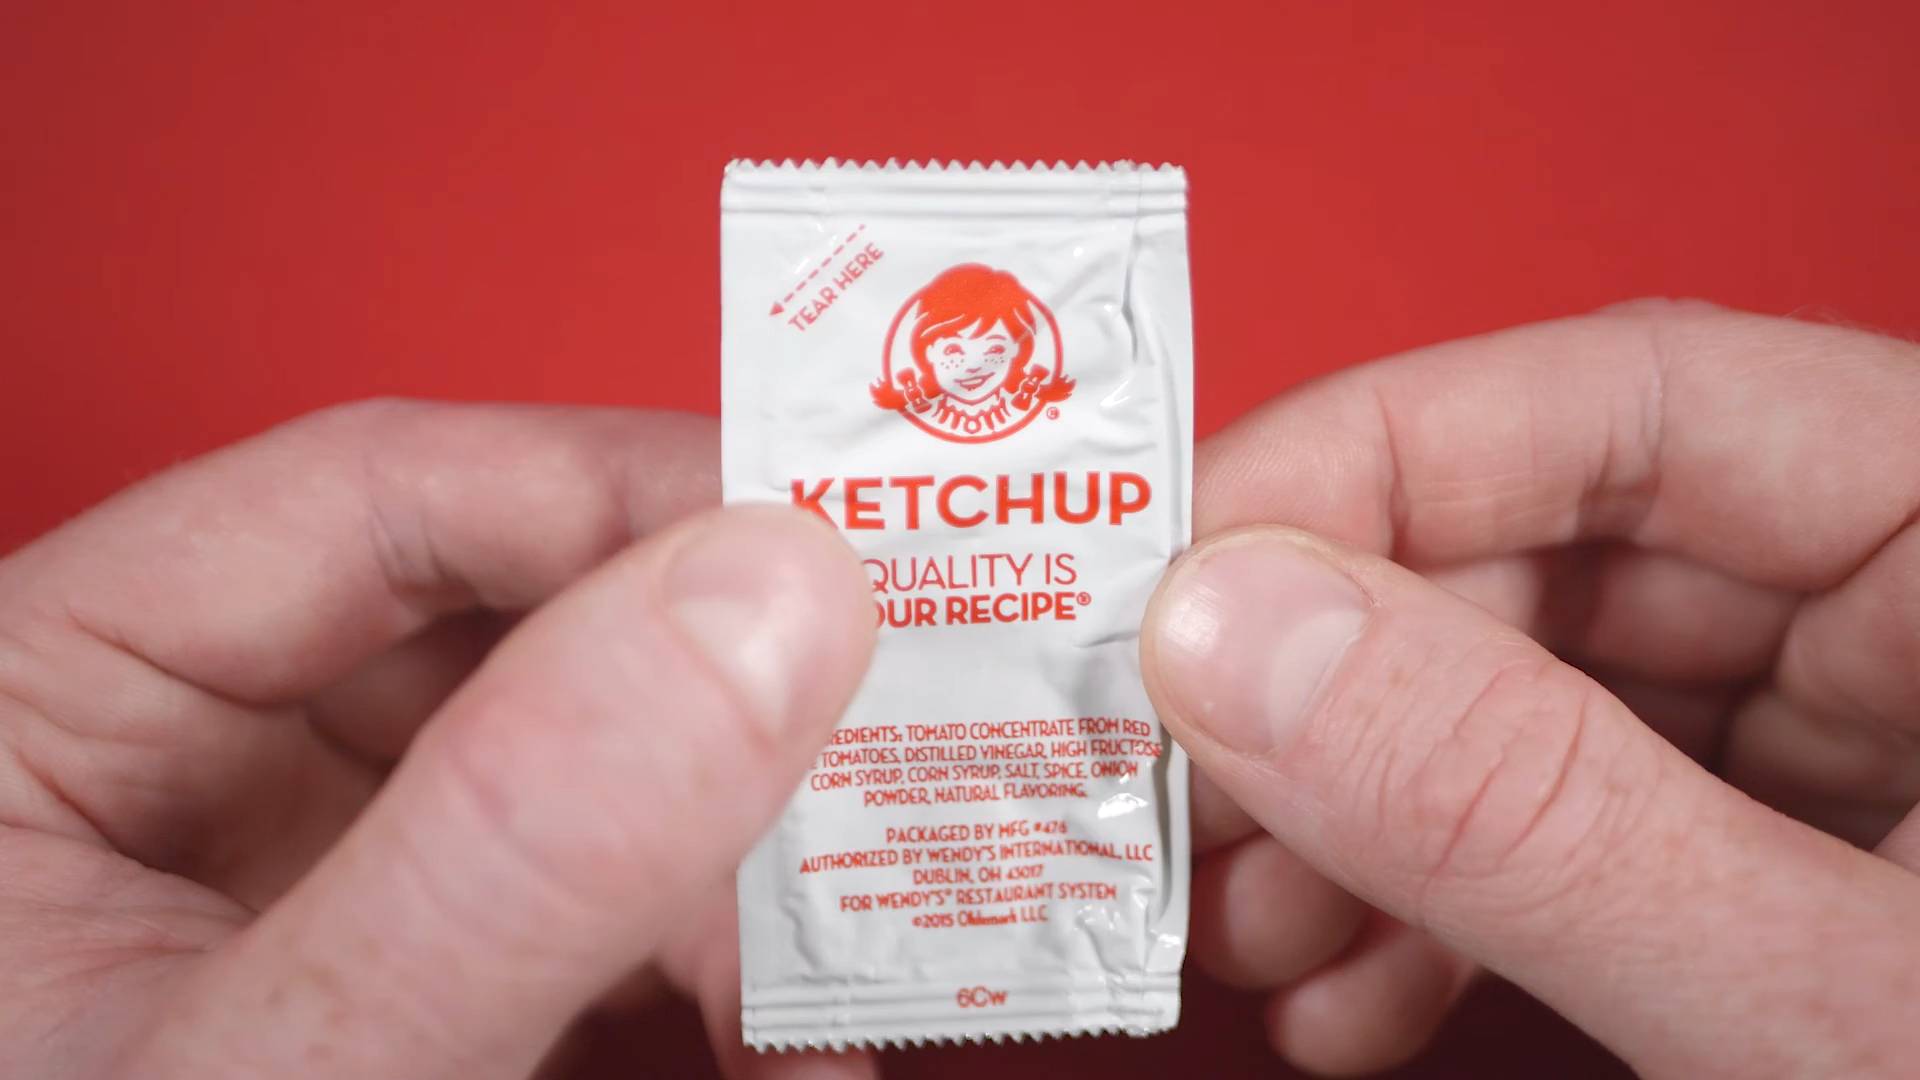 TEAR HERE
KETCHUP
QUALITY IS
OUR RECIPE®
REDIENTS: TOMATO CONCENTRATE FROM RED
TOMATOES, DISTILLED VINEGAR, HIGH FRUCTOSE
CORN SYRUP, CORN SYRUP, SALT, SPICE, ONION
POWDER, NATURAL FLAVORING.
PACKAGED BY MFG #476
AUTHORIZED BY WENDY'S INTERNATIONAL, LLC
DUBLIN, OH 43017
FOR WENDY'S® RESTAURANT SYSTEM
©2015 Oldemark LLC
6Cw